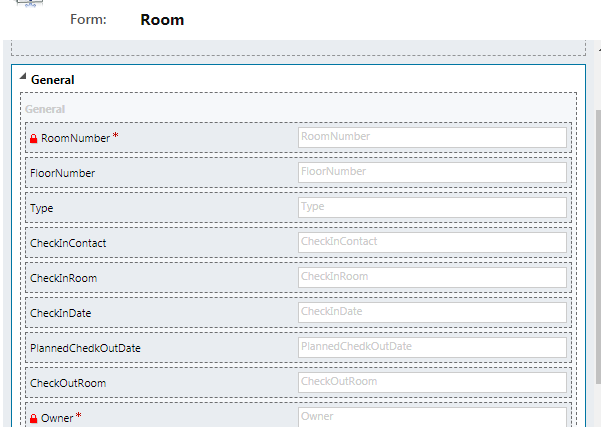 Form: Room
General
General
RoomNumber * RoomNumber
FloorNumber FloorNumber
Type Type
CheckInContact CheckInContact
CheckInRoom CheckInRoom
CheckInDate CheckInDate
PlannedChedkOutDate PlannedChedkOutDate
CheckOutRoom CheckOutRoom
Owner * Owner